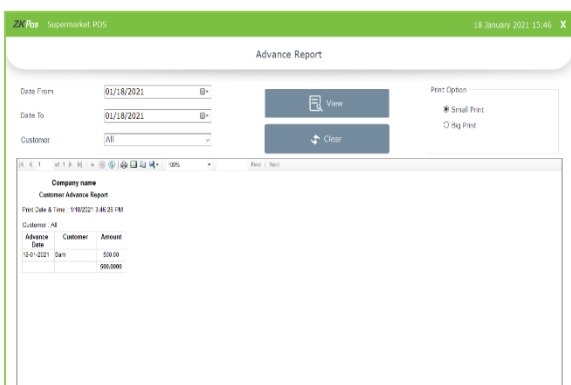 ZKPos Supermarket POS 18 January 2021 15:46 X
Advance Report
Date From 01/18/2021
Date To 01/18/2021
Customer All
View
Clear
Print Option
Small Print
Big Print
1 of 1 100% Find | Next
Company name
Customer Advance Report
Print Date & Time : 1/18/2021 3:46:26 PM
Customer : All
Advance Date Customer Amount
18-01-2021 Sam 500.00
500.0000